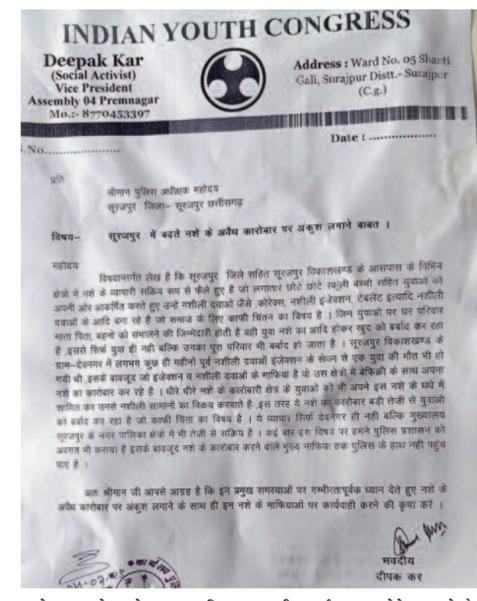 INDIAN YOUTH CONGRESS
Deepak Kar
(Social Activist)
Vice President
Assembly 04 Premnagar
Mo.:- 8770453397
Address : Ward No. 05 Shanti
Gali, Surajpur Distt.- Surajpur
(C.g.)
S.No....................
Date : ..................
प्रति
श्रीमान पुलिस अधीक्षक महोदय
सूरजपुर जिला– सूरजपुर छत्तीसगढ़
विषय– सूरजपुर में बढ़ते नशे के अवैध कारोबार पर अंकुश लगाने बाबत ।
महोदय
विषयान्तर्गत लेख है कि सूरजपुर जिले सहित सूरजपुर विकाशखण्ड के आसपास के विभिन
क्षेत्रो मे नशे के व्यापारी सक्रिय रूप से फैले हुए है जो लगातार छोटे छोटे स्कूली बच्चो सहित युवाओ को
अपनी ओर आकर्षित करते हुए उन्हे नशीली दवाओ जैसे ,कोरेक्स, नशीली इंजेक्शन, टेबलेट इत्यादि नशीली
दवाओ के आदि बना रहे है जो समाज के लिए काफी चिंतन का विषय है । जिन युवाओ पर घर परिवार
माता पिता, बहनो को समालने की जिम्मेदारी होती है वही युवा नशे का आदि होकर खुद को बर्बाद कर रहा
है ,इससे सिर्फ युवा ही नही बल्कि उनका पूरा परिवार भी बर्बाद हो जाता है । सूरजपुर विकाशखण्ड के
ग्राम–देवनगर मे लगभग कुछ ही महीनो पूर्व नशीली दवाओं इंजेक्शन के सेवन से एक युवा की मौत भी हो
गयी थी ,इसके बावजूद जो इंजेक्शन व नशीली दवाओ के माफिया है वो उस क्षेत्र मे बेफिक्री के साथ अपना
नशे का कारोबार कर रहे है । धीरे धीरे नशे के कारोबारी क्षेत्र के युवाओ को भी अपने इस नशे के धंधे में
शामिल कर उनसे नशीली सामानों का विक्रय करवाते है ,इस तरह ये नशे का कारोबार बडी तेजी से युवाओ
को बर्बाद कर रहा है जो काफी चिंता का विषय है । ये व्यापार सिर्फ देवनगर ही नही बल्कि मुख्यालय
सूरजपुर के नगर पालिका क्षेत्रो मे भी तेजी से सक्रिय है । कई बार इस विषय पर हमने पुलिस प्रशासन को
अवगत भी कराया है इसके बावजूद नशे के कारोबार करने वाले मुख्य माफिया तक पुलिस के हाथ नही पहुंच
पाए है ।
अतः श्रीमान जी आपसे आग्रह है कि इन प्रमुख समस्याओं पर गम्भीरतापूर्वक ध्यान देते हुए नशे के
अवैध कारोबार पर अंकुश लगाने के साथ ही इन नशे के माफियाओं पर कार्यवाही करने की कृपा करें ।
भवदीय
दीपक कर